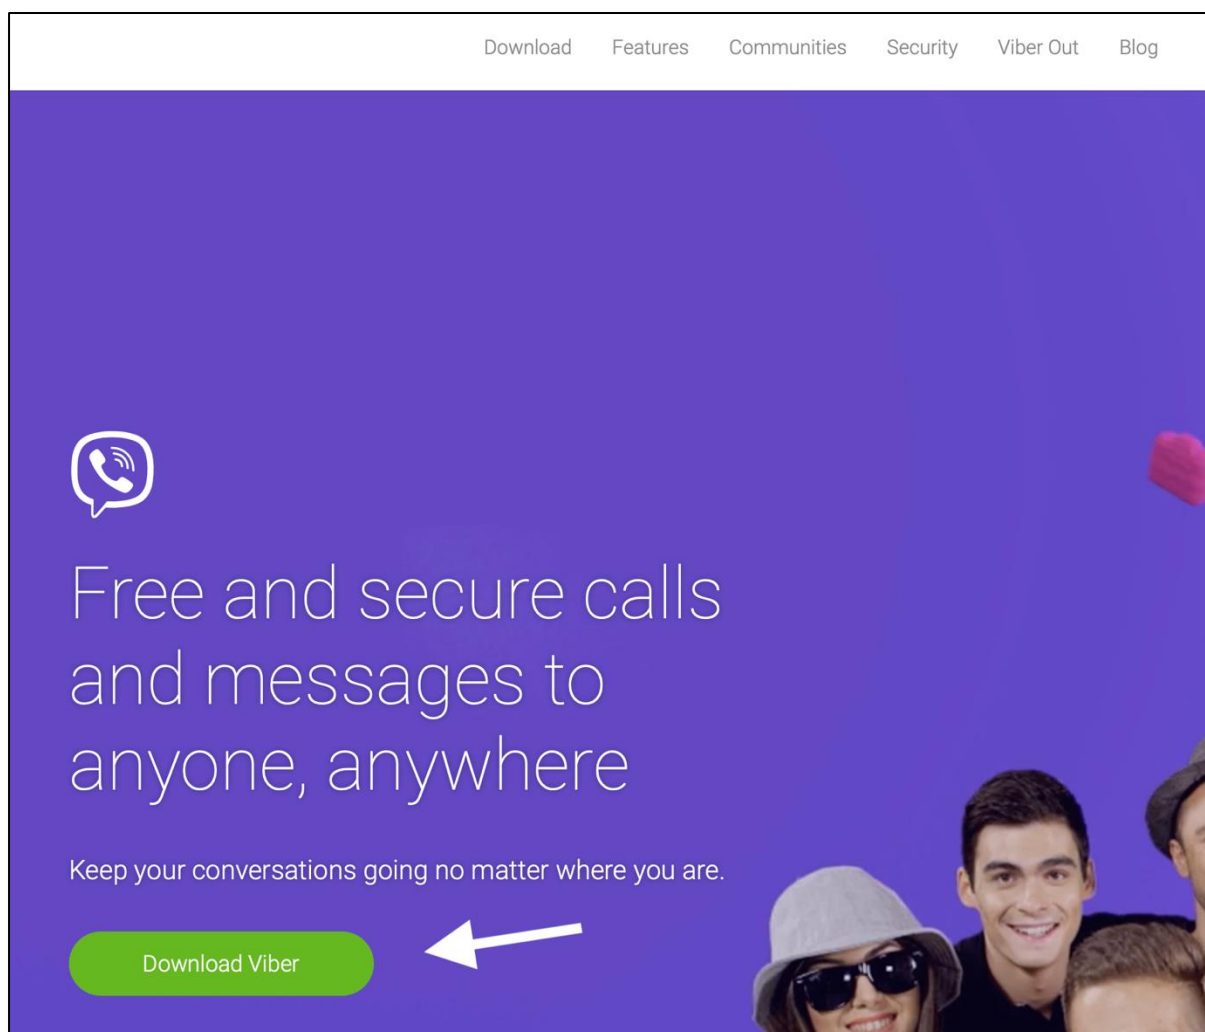 Download Features Communities Security Viber Out Blog
Free and secure calls
and messages to
anyone, anywhere
Keep your conversations going no matter where you are.
Download Viber